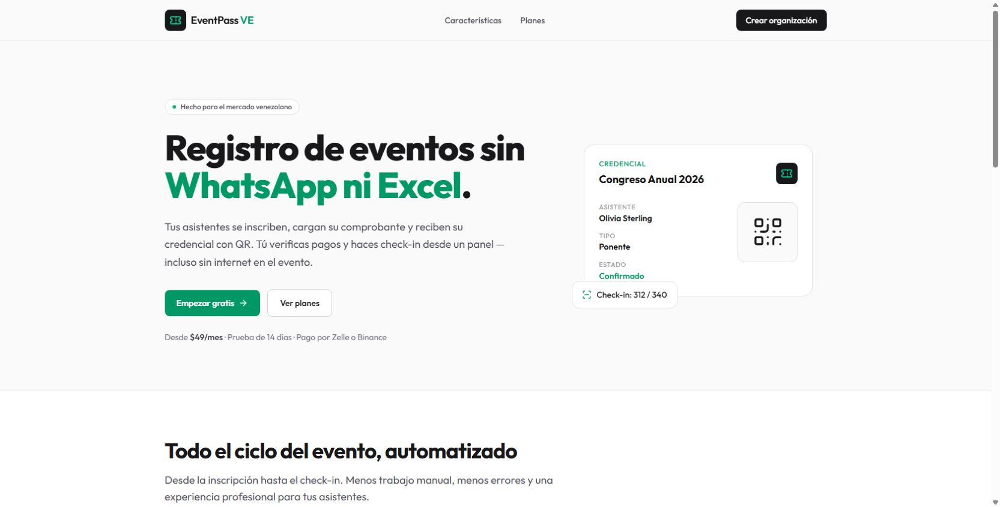 EventPass VE
Características
Planes
Crear organización
Hecho para el mercado venezolano
Registro de eventos sin
WhatsApp ni Excel.
Tus asistentes se inscriben, cargan su comprobante y reciben su
credencial con QR. Tú verificas pagos y haces check-in desde un panel —
incluso sin internet en el evento.
Empezar gratis →
Ver planes
Desde $49/mes · Prueba de 14 días · Pago por Zelle o Binance
CREDENCIAL
Congreso Anual 2026
ASISTENTE
Olivia Sterling
TIPO
Ponente
ESTADO
Confirmado
Check-in: 312 / 340
Todo el ciclo del evento, automatizado
Desde la inscripción hasta el check-in. Menos trabajo manual, menos errores y una
experiencia profesional para tus asistentes.